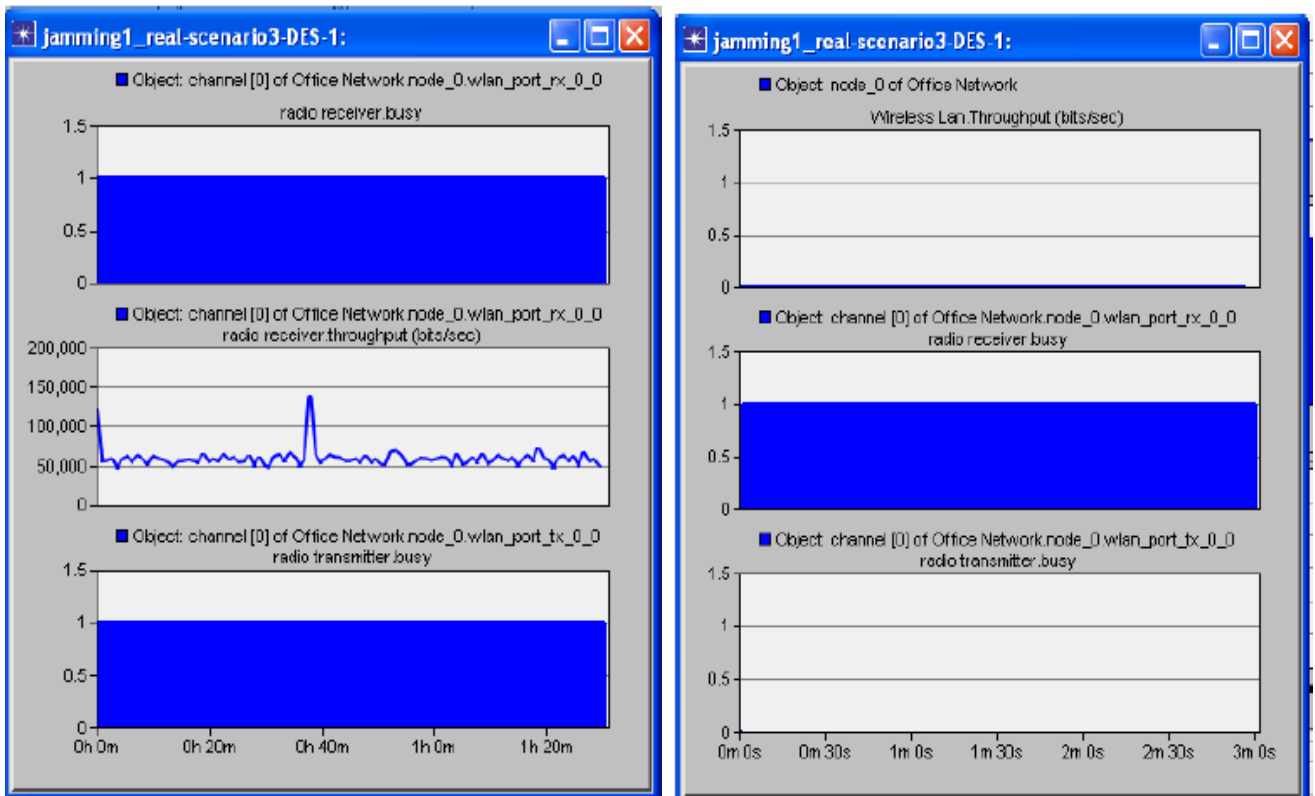 jamming1_real-scenario3-DES-1:
Object: channel [0] of Office Network.node_0.wlan_port_rx_0_0
radio receiver.busy
1.5
1
0.5
0
Object: channel [0] of Office Network.node_0.wlan_port_rx_0_0
radio receiver.throughput (bits/sec)
200,000
150,000
100,000
50,000
0
Object: channel [0] of Office Network.node_0.wlan_port_tx_0_0
radio transmitter.busy
1.5
1
0.5
0
0h 0m 0h 20m 0h 40m 1h 0m 1h 20m
jamming1_real-scenario3-DES-1:
Object: node_0 of Office Network
Wireless Lan.Throughput (bits/sec)
1.5
1
0.5
0
Object: channel [0] of Office Network.node_0.wlan_port_rx_0_0
radio receiver.busy
1.5
1
0.5
0
Object: channel [0] of Office Network.node_0.wlan_port_tx_0_0
radio transmitter.busy
1.5
1
0.5
0
0m 0s 0m 30s 1m 0s 1m 30s 2m 0s 2m 30s 3m 0s